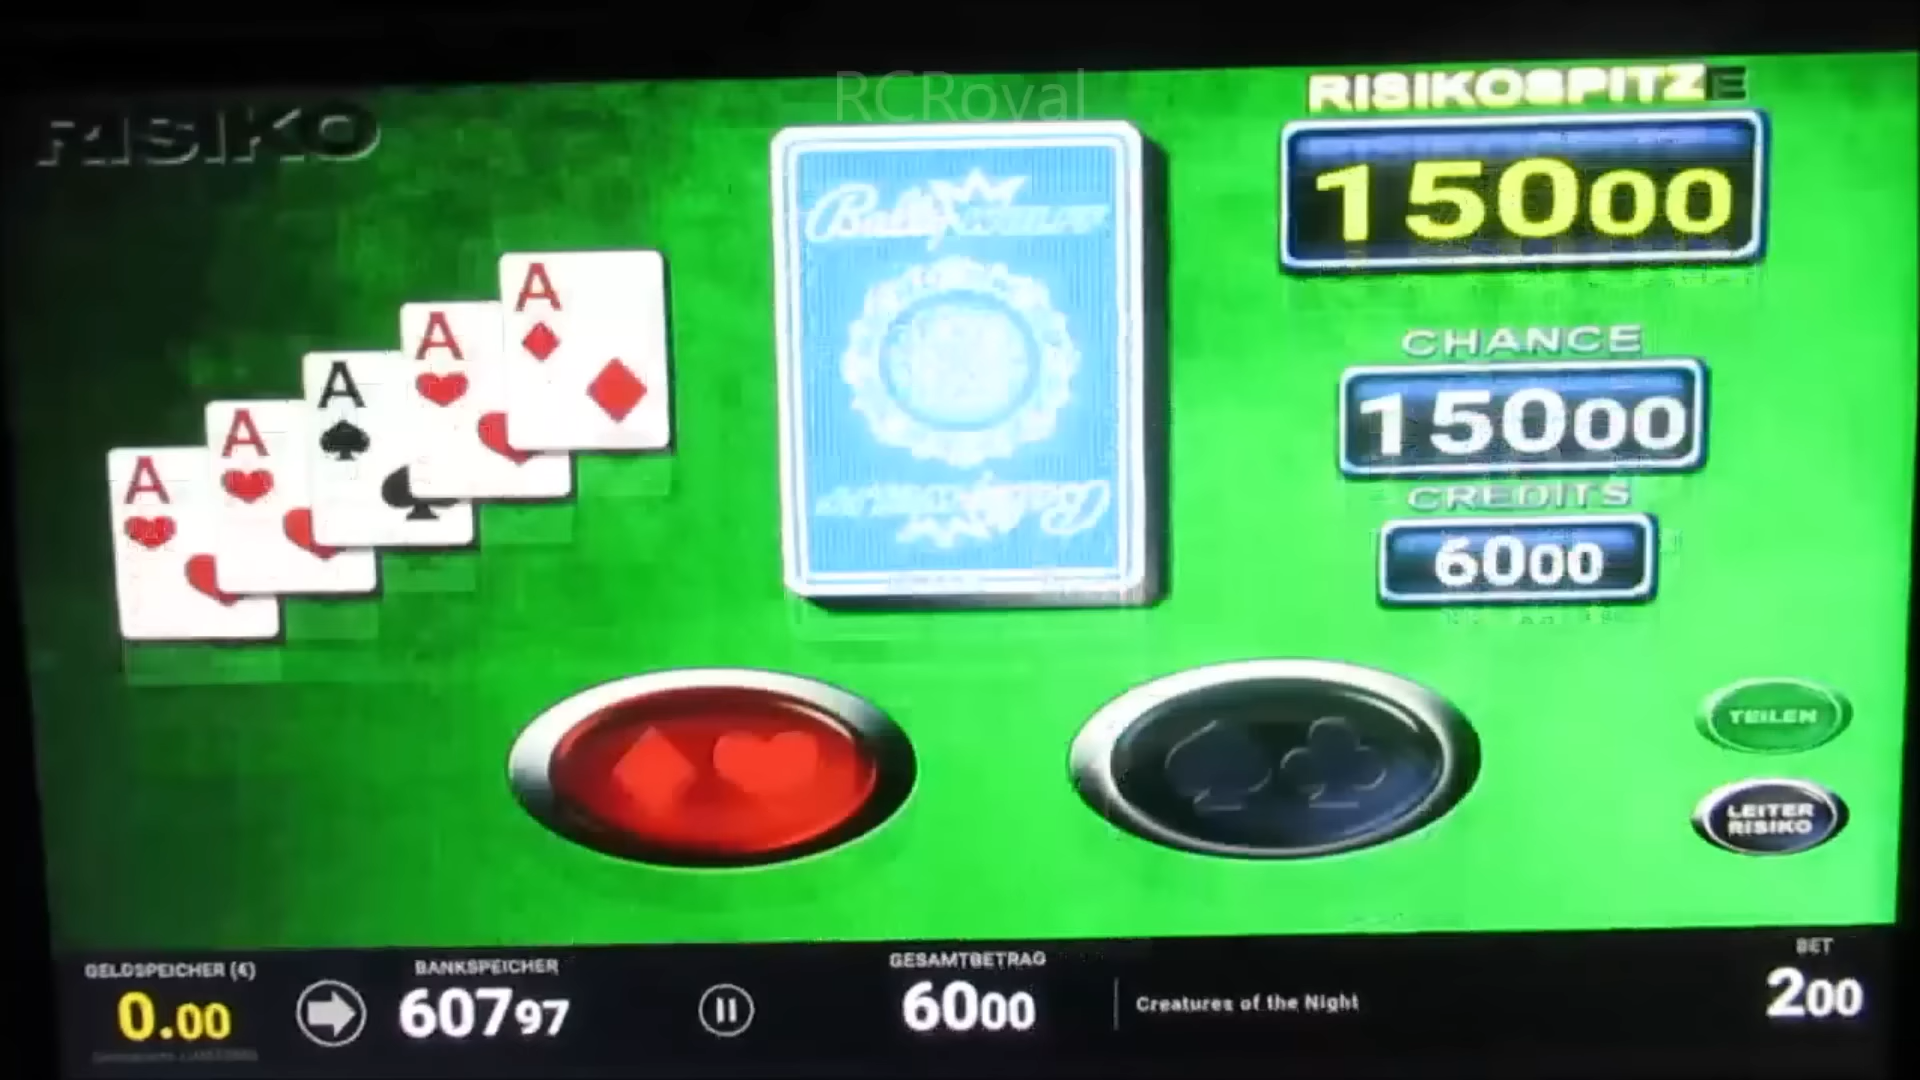 RCRoyal
RISIKO
RISIKOSPITZE
15000
A
A
A
A
A
CHANCE
15000
CREDITS
6000
TEILEN
LEITER
RISIKO
GELDSPEICHER (€)
0.00
BANKSPEICHER
60797
GESAMTBETRAG
6000
Creatures of the Night
BET
200